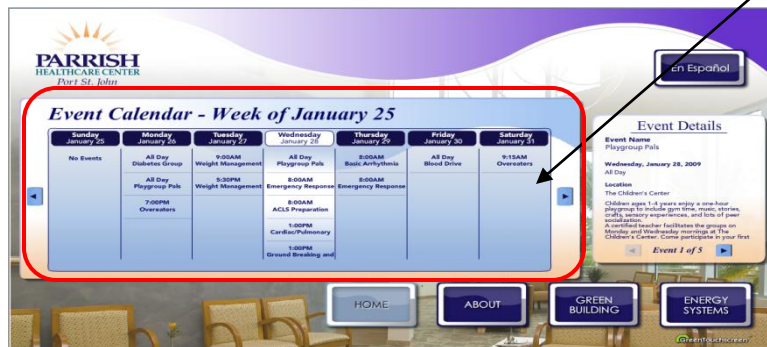 PARRISH
HEALTHCARE CENTER
Port St. John
En Español
Event Calendar - Week of January 25
Sunday
January 25
No Events
Monday
January 26
All Day
Diabetes Group
All Day
Playgroup Pals
7:00PM
Overeaters
Tuesday
January 27
9:00AM
Weight Management
5:30PM
Weight Management
Wednesday
January 28
All Day
Playgroup Pals
8:00AM
Emergency Response
8:00AM
ACLS Preparation
1:00PM
Cardiac/Pulmonary
1:00PM
Ground Breaking and
Thursday
January 29
8:00AM
Basic Arrhythmia
8:00AM
Emergency Response
Friday
January 30
All Day
Blood Drive
Saturday
January 31
9:15AM
Overeaters
Event Details
Event Name
Playgroup Pals
Wednesday, January 28, 2009
All Day
Location
The Children's Center
Children ages 1-4 years enjoy a one-hour
playgroup to include gym time, music, stories,
crafts, sensory experiences, and lots of peer
socialization.
A certified teacher facilitates the groups on
Monday and Wednesday mornings at The
Children's Center. Come participate in your first
Event 1 of 5
HOME
ABOUT
GREEN
BUILDING
ENERGY
SYSTEMS
GreenTouchscreen